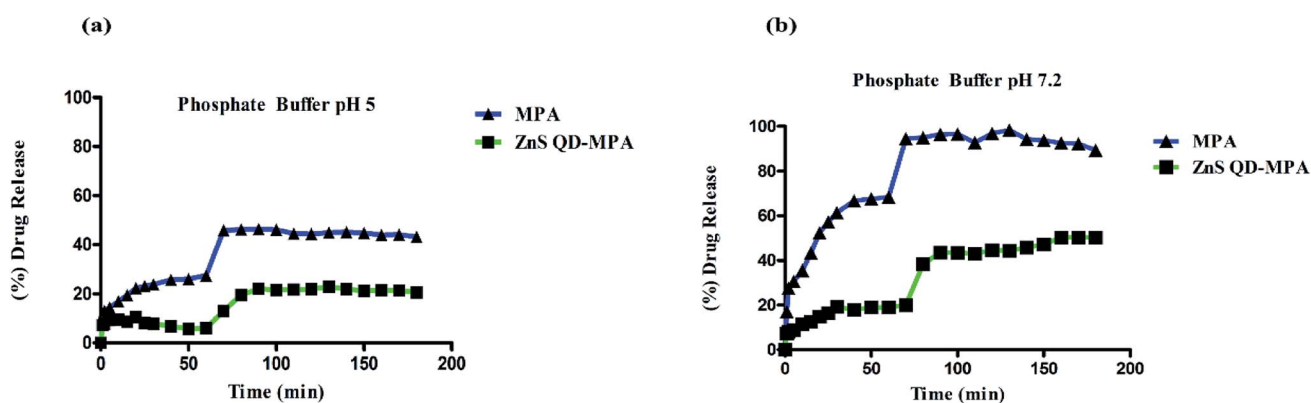 (a)
Phosphate Buffer pH 5
(%) Drug Release
100
80
60
40
20
0
0
50
100
150
200
Time (min)
MPA
ZnS QD-MPA
(b)
Phosphate Buffer pH 7.2
(%) Drug Release
100
80
60
40
20
0
0
50
100
150
200
Time (min)
MPA
ZnS QD-MPA